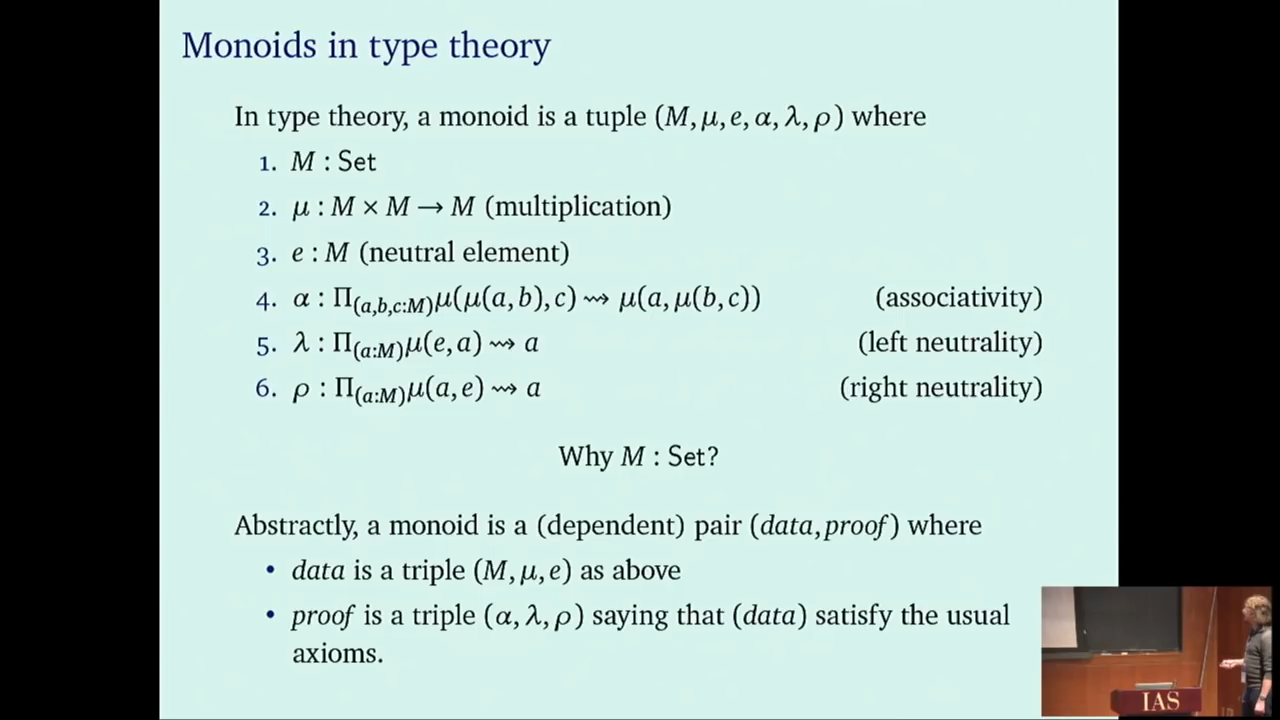 Monoids in type theory
In type theory, a monoid is a tuple (M, μ, e, α, λ, ρ) where
1. M : Set
2. μ : M × M → M (multiplication)
3. e : M (neutral element)
4. α : Π(a,b,c:M)μ(μ(a, b), c) ⇝ μ(a, μ(b, c)) (associativity)
5. λ : Π(a:M)μ(e, a) ⇝ a (left neutrality)
6. ρ : Π(a:M)μ(a, e) ⇝ a (right neutrality)
Why M : Set?
Abstractly, a monoid is a (dependent) pair (data, proof) where
• data is a triple (M, μ, e) as above
• proof is a triple (α, λ, ρ) saying that (data) satisfy the usual
axioms.
IAS